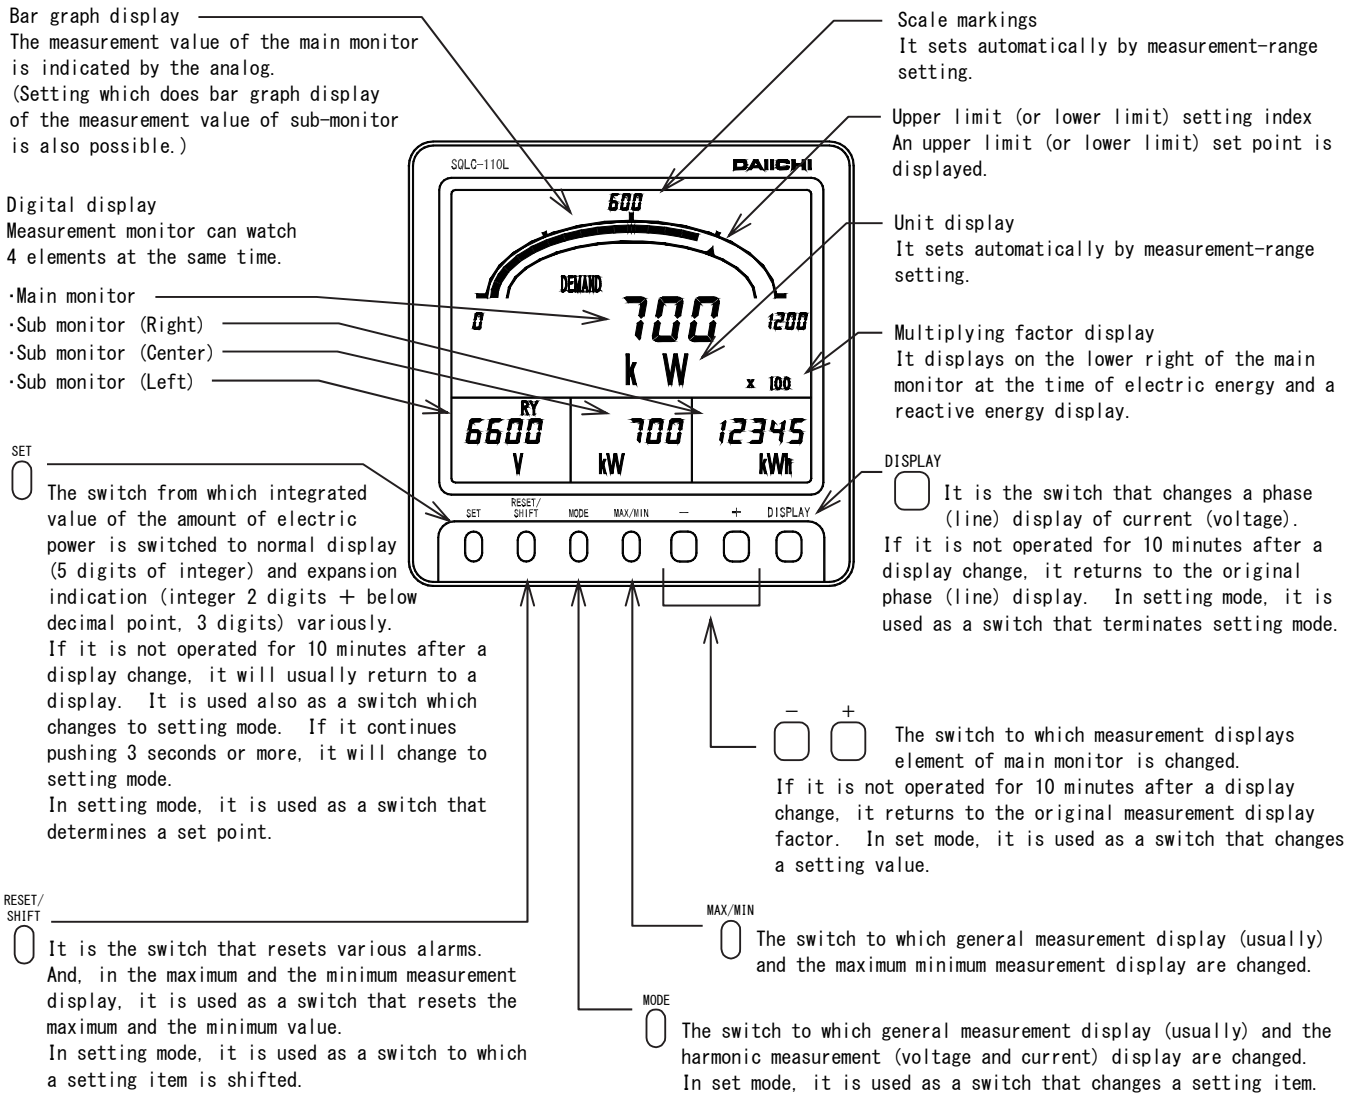 Bar graph display
The measurement value of the main monitor
is indicated by the analog.
(Setting which does bar graph display
of the measurement value of sub-monitor
is also possible.)
Digital display
Measurement monitor can watch
4 elements at the same time.
·Main monitor
·Sub monitor (Right)
·Sub monitor (Center)
·Sub monitor (Left)
Scale markings
It sets automatically by measurement-range
setting.
Upper limit (or lower limit) setting index
An upper limit (or lower limit) set point is
displayed.
Unit display
It sets automatically by measurement-range
setting.
Multiplying factor display
It displays on the lower right of the main
monitor at the time of electric energy and a
reactive energy display.
SQLC-110L
DAIICHI
600
DEMAND
700
0
1200
k W
x 100
RY
6600
700
12345
V
kW
kWh
SET
RESET/
SHIFT
MODE
MAX/MIN
−
+
DISPLAY
SET
The switch from which integrated
value of the amount of electric
power is switched to normal display
(5 digits of integer) and expansion
indication (integer 2 digits + below
decimal point, 3 digits) variously.
If it is not operated for 10 minutes after a
display change, it will usually return to a
display. It is used also as a switch which
changes to setting mode. If it continues
pushing 3 seconds or more, it will change to
setting mode.
In setting mode, it is used as a switch that
determines a set point.
DISPLAY
It is the switch that changes a phase
(line) display of current (voltage).
If it is not operated for 10 minutes after a
display change, it returns to the original
phase (line) display. In setting mode, it is
used as a switch that terminates setting mode.
− +
The switch to which measurement displays
element of main monitor is changed.
If it is not operated for 10 minutes after a display
change, it returns to the original measurement display
factor. In set mode, it is used as a switch that changes
a setting value.
RESET/
SHIFT
It is the switch that resets various alarms.
And, in the maximum and the minimum measurement
display, it is used as a switch that resets the
maximum and the minimum value.
In setting mode, it is used as a switch to which
a setting item is shifted.
MAX/MIN
The switch to which general measurement display (usually)
and the maximum minimum measurement display are changed.
MODE
The switch to which general measurement display (usually) and the
harmonic measurement (voltage and current) display are changed.
In set mode, it is used as a switch that changes a setting item.